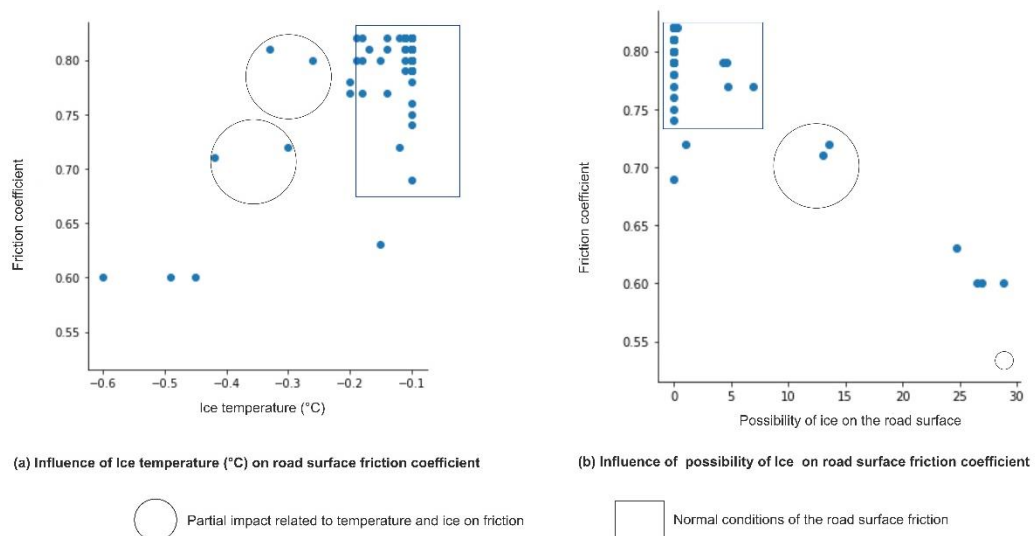 Friction coefficient
0.80
0.75
0.70
0.65
0.60
0.55
−0.6 −0.5 −0.4 −0.3 −0.2 −0.1
Ice temperature (°C)
(a) Influence of Ice temperature (°C) on road surface friction coefficient
Friction coefficient
0.80
0.75
0.70
0.65
0.60
0.55
0 5 10 15 20 25 30
Possibility of ice on the road surface
(b) Influence of possibility of Ice on road surface friction coefficient
Partial impact related to temperature and ice on friction
Normal conditions of the road surface friction